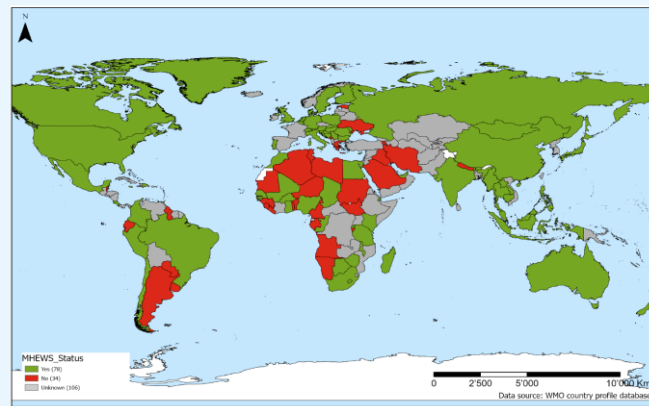 N
MHEWS_Status
Yes (78)
No (34)
Unknown (106)
0 2'500 5'000 10'000 Km
Data source: WMO country profile database